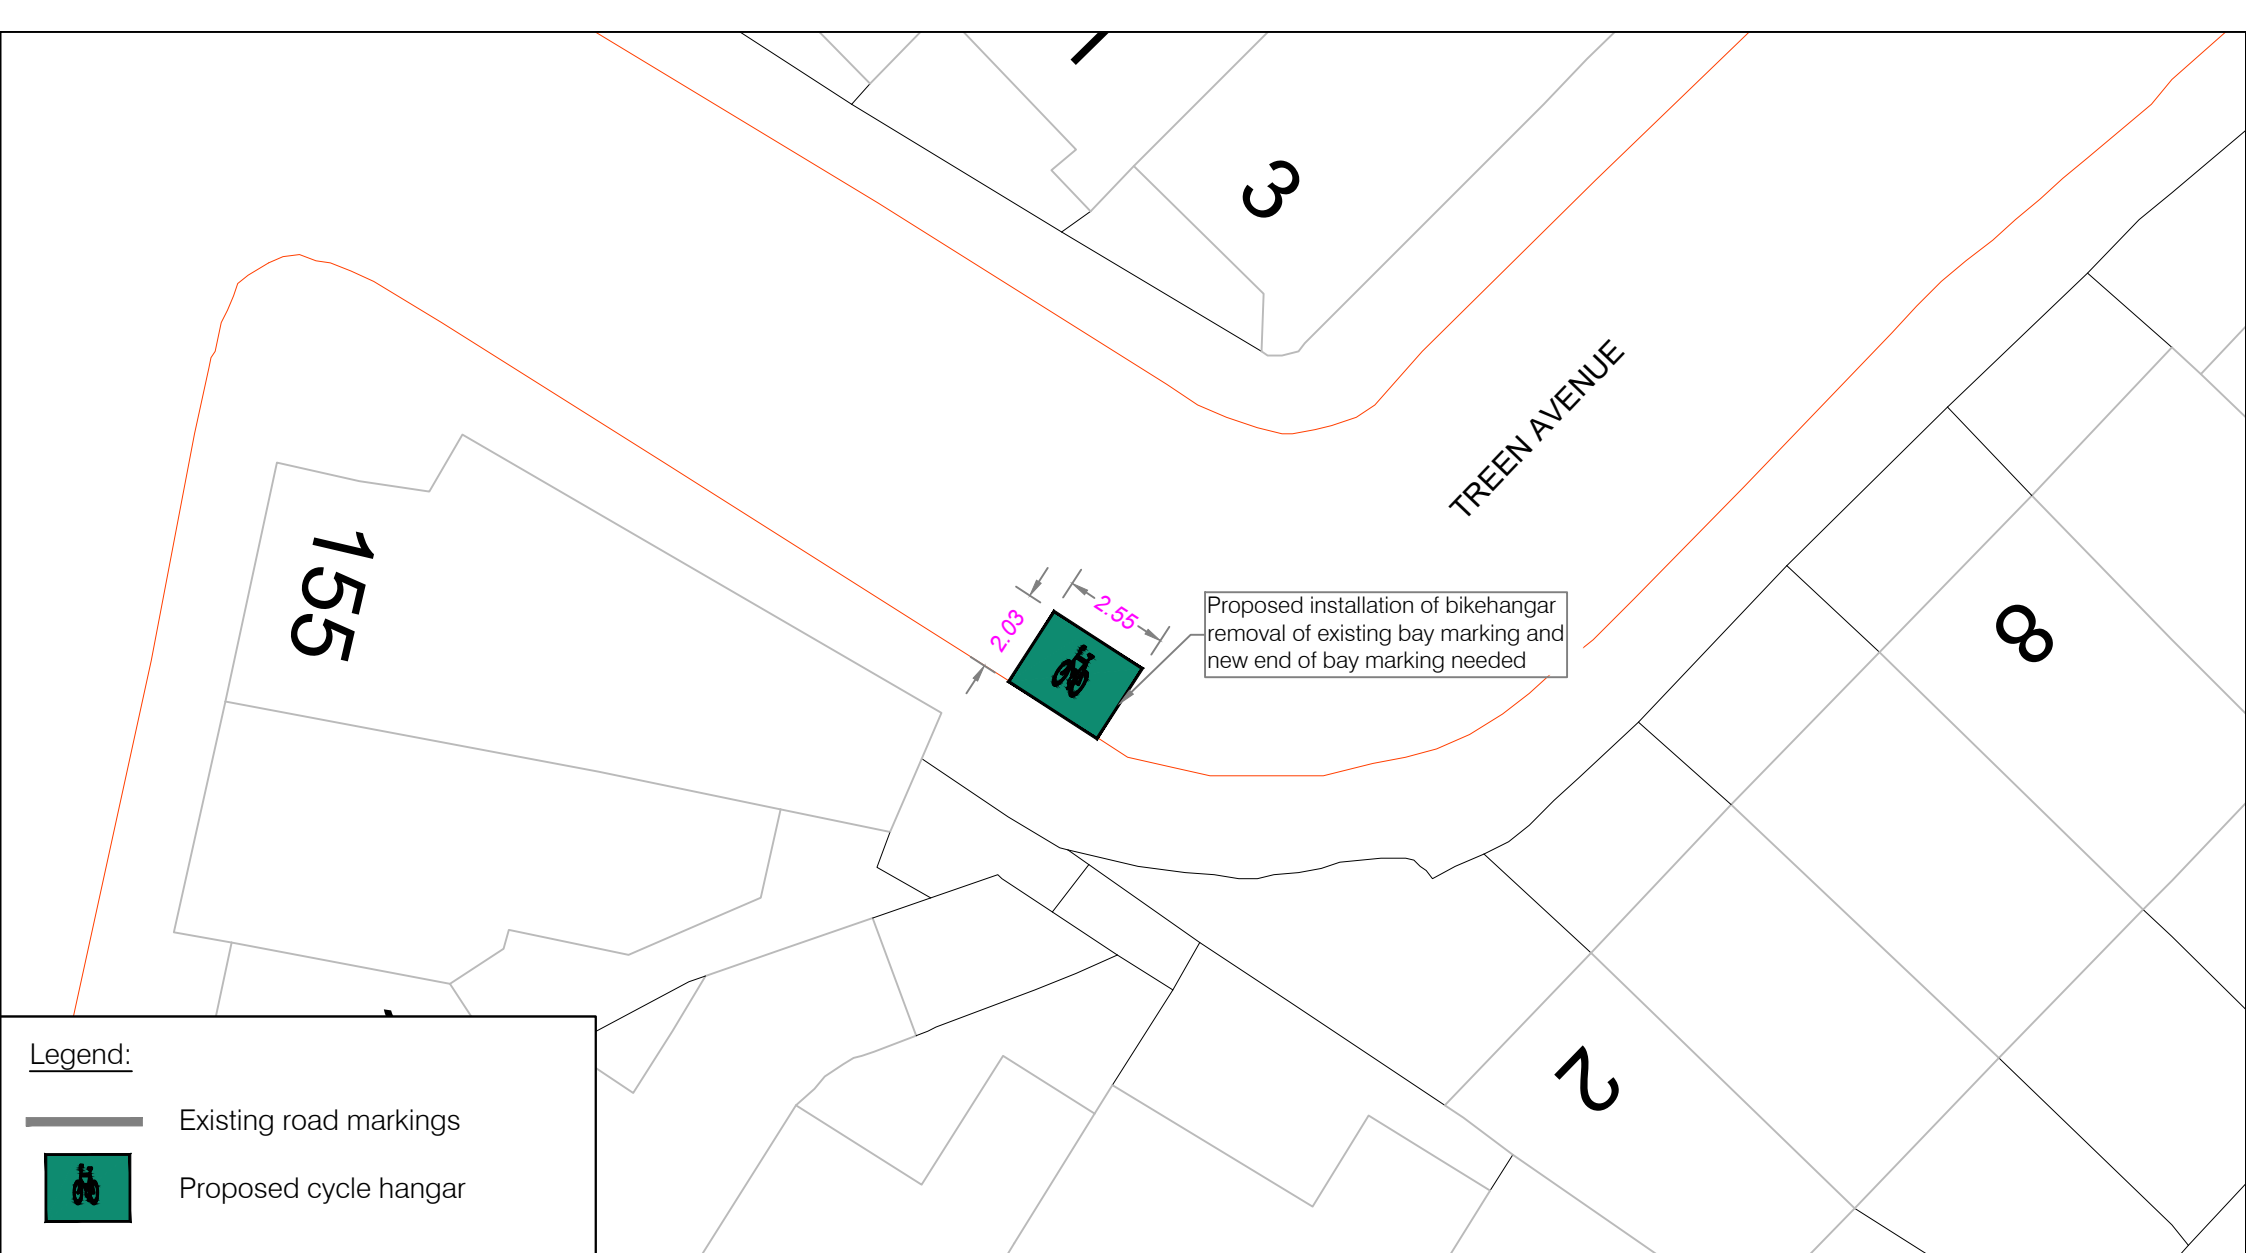 3
TREEN AVENUE
155
2.03
2.55
Proposed installation of bikehangar
removal of existing bay marking and
new end of bay marking needed
8
2
Legend:
Existing road markings
Proposed cycle hangar